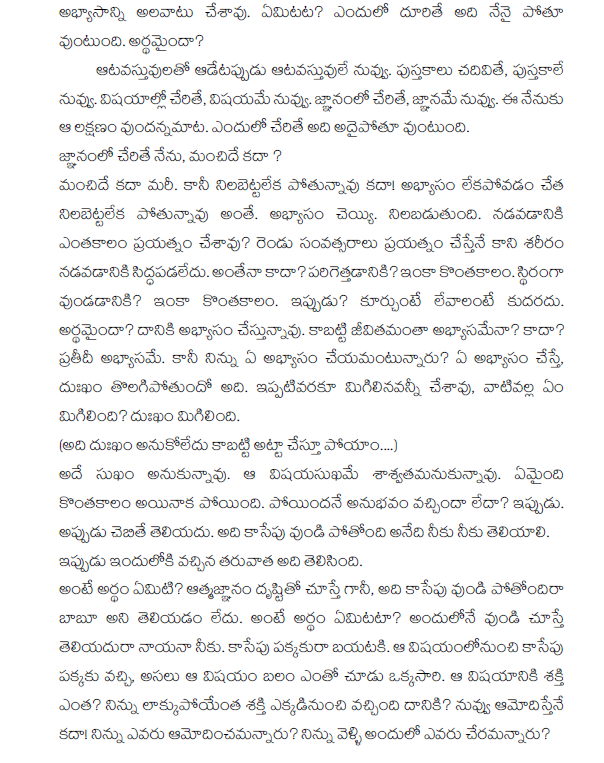 అభ్యాసాన్ని అలవాటు చేశావు. ఏమిటట? ఎందులో దూరితే అది నేనై పోతూ
వుంటుంది. అర్థమైందా?
ఆటవస్తువులతో ఆడేటప్పుడు ఆటవస్తువులే నువ్వు. పుస్తకాలు చదివితే, పుస్తకాలే
నువ్వు. విషయాల్లో చేరితే, విషయమే నువ్వు. జ్ఞానంలో చేరితే, జ్ఞానమే నువ్వు. ఈ నేనుకు
ఆ లక్షణం వుందన్నమాట. ఎందులో చేరితే అది అదైపోతూ వుంటుంది.
జ్ఞానంలో చేరితే నేను, మంచిదే కదా ?
మంచిదే కదా మరీ. కానీ నిలబెట్టలేక పోతున్నావు కదా! అభ్యాసం లేకపోవడం చేత
నిలబెట్టలేక పోతున్నావు అంతే. అభ్యాసం చెయ్యి. నిలబడుతుంది. నడవడానికి
ఎంతకాలం ప్రయత్నం చేశావు? రెండు సంవత్సరాలు ప్రయత్నం చేస్తేనే కాని శరీరం
నడవడానికి సిద్ధపడలేదు. అంతేనా కాదా? పరిగెత్తడానికి? ఇంకా కొంతకాలం. స్థిరంగా
వుండడానికి? ఇంకా కొంతకాలం. ఇప్పుడు? కూర్చుంటే లేవాలంటే కుదరదు.
అర్థమైందా? దానికి అభ్యాసం చేస్తున్నావు. కాబట్టి జీవితమంతా అభ్యాసమేనా? కాదా?
ప్రతీదీ అభ్యాసమే. కానీ నిన్ను ఏ అభ్యాసం చేయమంటున్నారు? ఏ అభ్యాసం చేస్తే,
దుఃఖం తొలగిపోతుందో అది. ఇప్పటివరకూ మిగిలినవన్నీ చేశావు, వాటివల్ల ఏం
మిగిలింది? దుఃఖం మిగిలింది.
(అది దుఃఖం అనుకోలేదు కాబట్టి అట్టా చేస్తూ పోయాం....)
అదే సుఖం అనుకున్నావు. ఆ విషయసుఖమే శాశ్వతమనుకున్నావు. ఏమైంది
కొంతకాలం అయినాక పోయింది. పోయిందనే అనుభవం వచ్చిందా లేదా? ఇప్పుడు.
అప్పుడు చెబితే తెలియదు. అది కాసేపు వుండి పోతోంది అనేది నీకు నీకు తెలియాలి.
ఇప్పుడు ఇందులోకి వచ్చిన తరువాత అది తెలిసింది.
అంటే అర్థం ఏమిటి? ఆత్మజ్ఞానం దృష్టితో చూస్తే గానీ, అది కాసేపు వుండి పోతోందిరా
బాబూ అని తెలియడం లేదు. అంటే అర్థం ఏమిటటా? అందులోనే వుండి చూస్తే
తెలియదురా నాయనా నీకు. కాసేపు పక్కకురా బయటకి. ఆ విషయంలోనుంచి కాసేపు
పక్కకు వచ్చి, అసలు ఆ విషయం బలం ఎంతో చూడు ఒక్కసారి. ఆ విషయానికి శక్తి
ఎంత? నిన్ను లాక్కుపోయేంత శక్తి ఎక్కడినుంచి వచ్చింది దానికి? నువ్వు ఆమోదిస్తేనే
కదా! నిన్ను ఎవరు ఆమోదించమన్నారు? నిన్ను వెళ్ళి అందులో ఎవరు చేరమన్నారు?